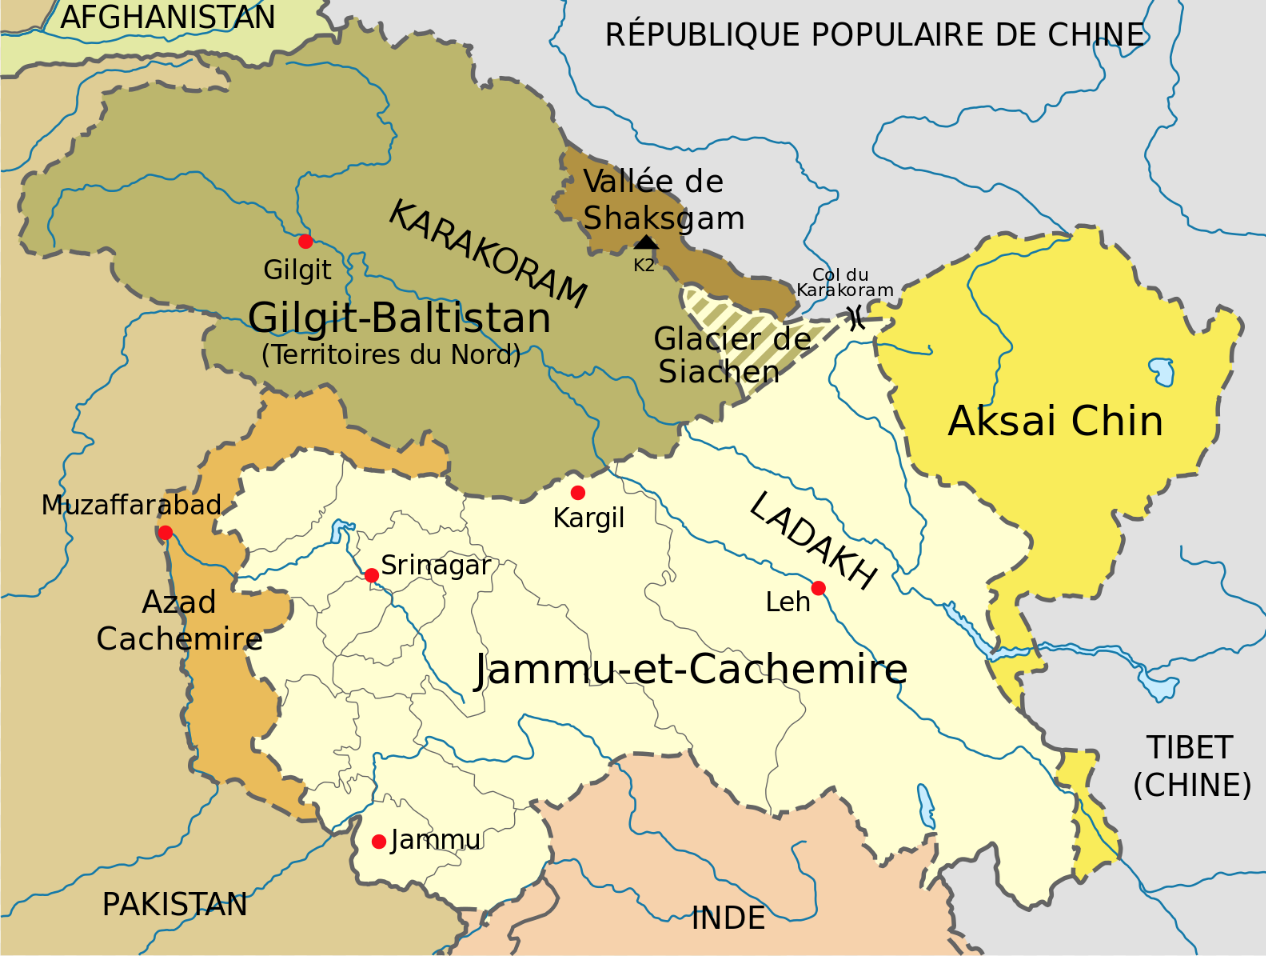 AFGHANISTAN
RÉPUBLIQUE POPULAIRE DE CHINE
Vallée de
Shaksgam
KARAKORAM
K2
Gilgit
Col du
Karakoram
Gilgit-Baltistan
(Territoires du Nord)
Glacier de
Siachen
Aksai Chin
Muzaffarabad
Kargil
LADAKH
Srinagar
Leh
Azad
Cachemire
Jammu-et-Cachemire
TIBET
(CHINE)
Jammu
PAKISTAN
INDE